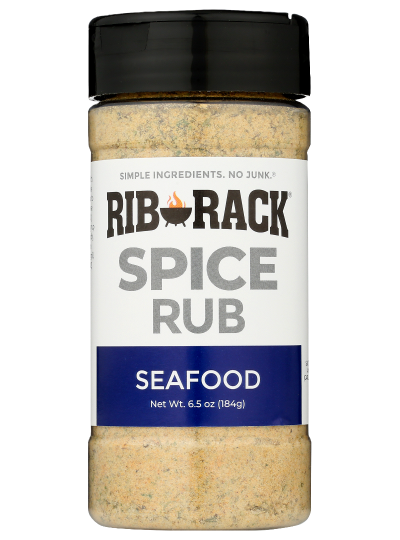 SIMPLE INGREDIENTS. NO JUNK.®
RIB RACK®
SPICE
RUB
SEAFOOD
Net Wt. 6.5 oz (184g)